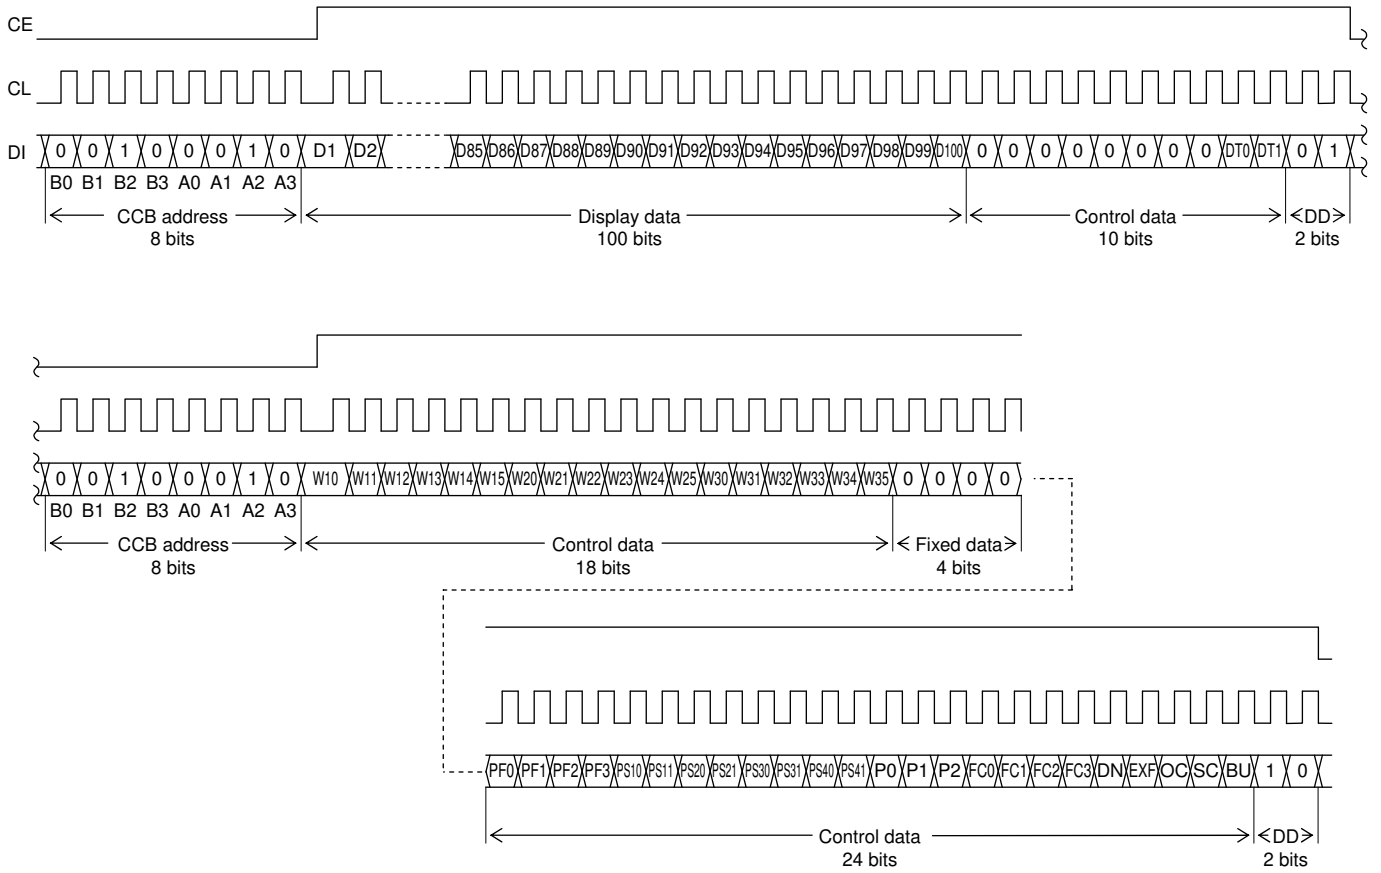 CE
CL
DI 0 0 1 0 0 0 1 0 D1 D2 D85 D86 D87 D88 D89 D90 D91 D92 D93 D94 D95 D96 D97 D98 D99 D100 0 0 0 0 0 0 0 0 DT0 DT1 0 1
B0 B1 B2 B3 A0 A1 A2 A3
CCB address Display data Control data DD
8 bits 100 bits 10 bits 2 bits
0 0 1 0 0 0 1 0 W10 W11 W12 W13 W14 W15 W20 W21 W22 W23 W24 W25 W30 W31 W32 W33 W34 W35 0 0 0 0
B0 B1 B2 B3 A0 A1 A2 A3
CCB address Control data Fixed data
8 bits 18 bits 4 bits
PF0 PF1 PF2 PF3 PS10 PS11 PS20 PS21 PS30 PS31 PS40 PS41 P0 P1 P2 FC0 FC1 FC2 FC3 DN EXF OC SC BU 1 0
Control data DD
24 bits 2 bits